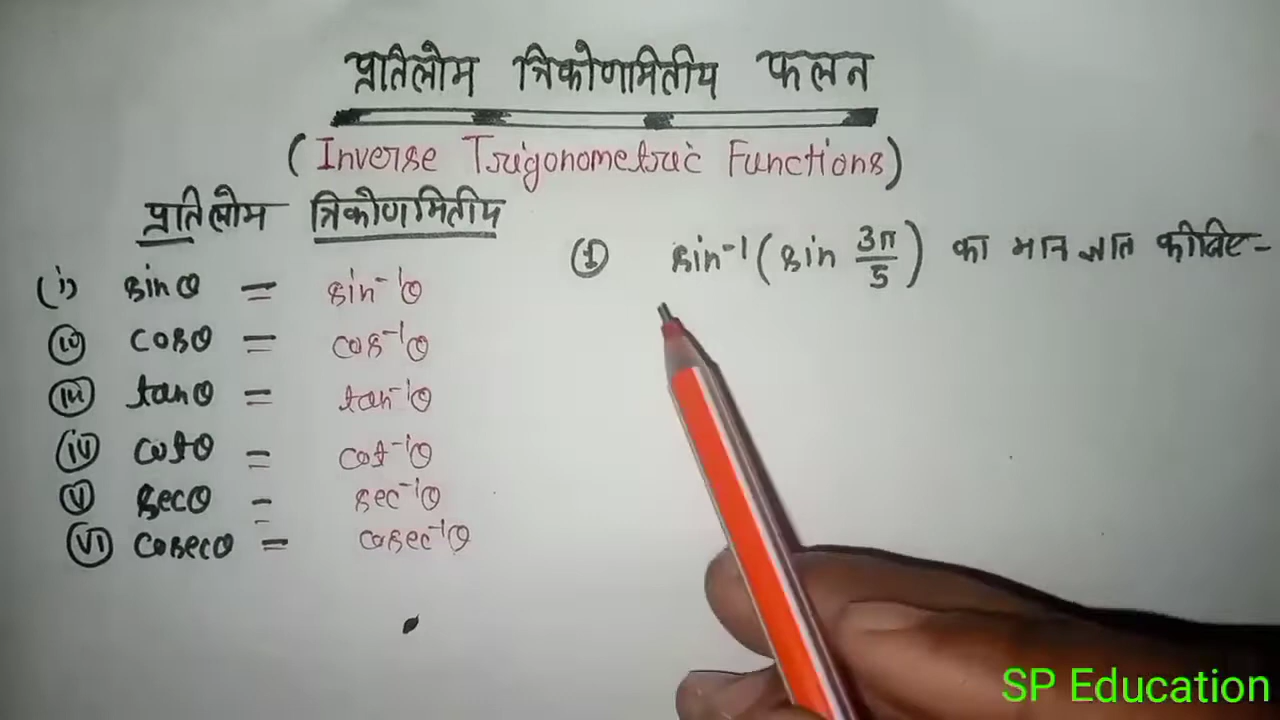 प्रतिलोम त्रिकोणमितीय फलन
(Inverse Trigonometric Functions)
प्रतिलोम त्रिकोणमितीय
(i) sinθ = sin⁻¹θ
(ii) cosθ = cos⁻¹θ
(iii) tanθ = tan⁻¹θ
(iv) cotθ = cot⁻¹θ
(v) secθ = sec⁻¹θ
(vi) cosecθ = cosec⁻¹θ
(1) sin⁻¹(sin 3π/5) का मान ज्ञात कीजिए-
SP Education